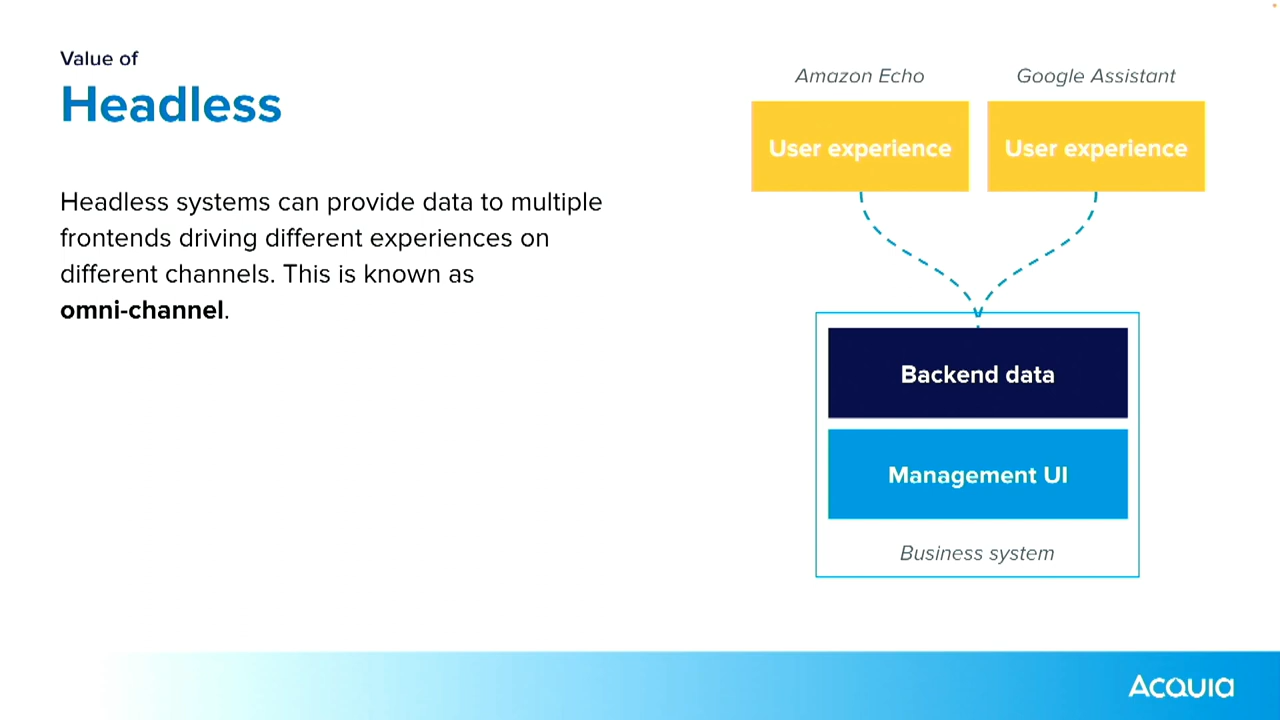 Value of
Headless
Headless systems can provide data to multiple
frontends driving different experiences on
different channels. This is known as
omni-channel.
Amazon Echo
Google Assistant
User experience
User experience
Backend data
Management UI
Business system
Acquia